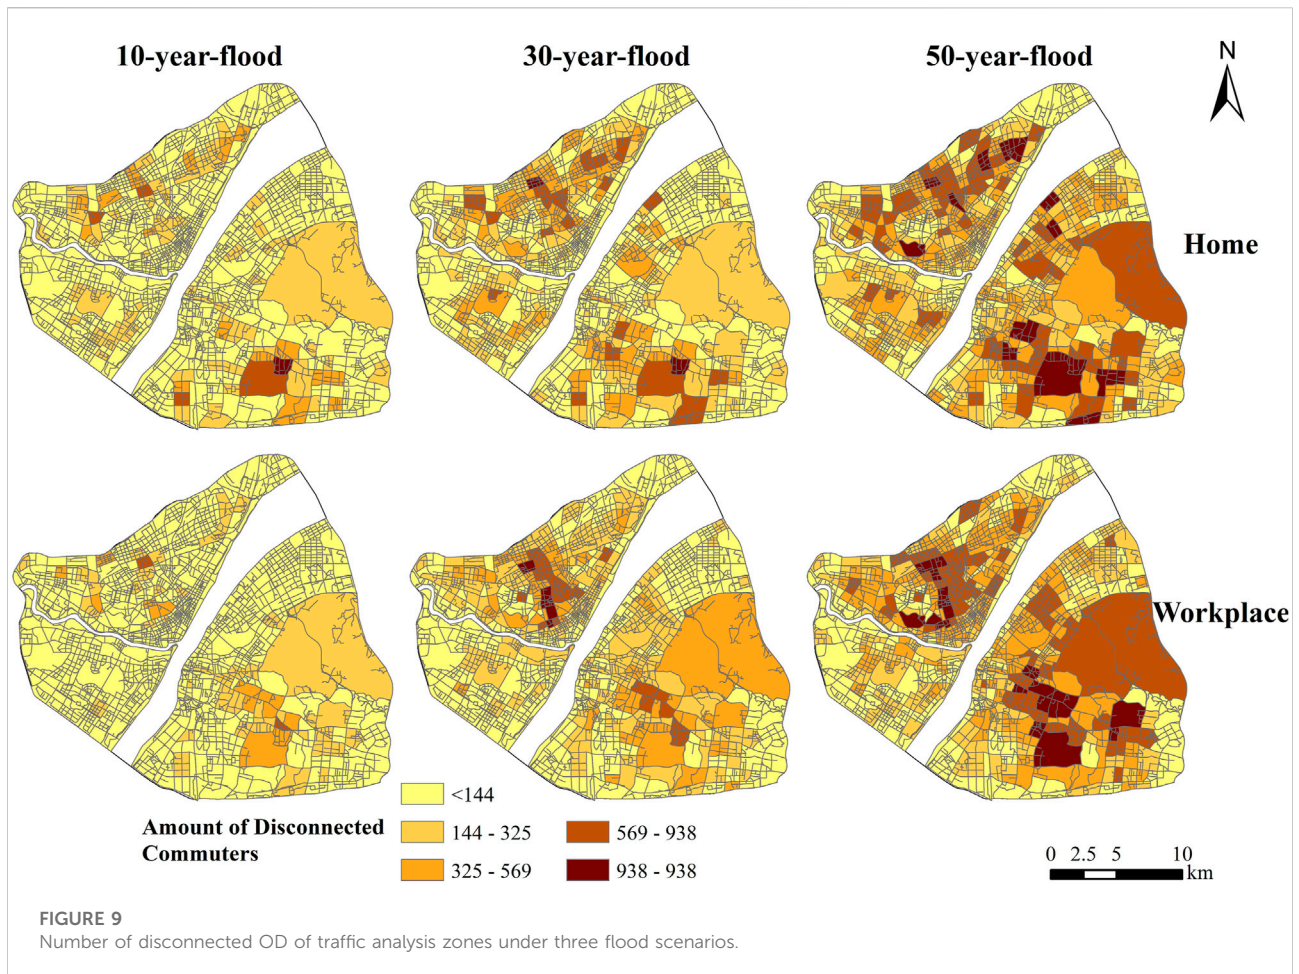 10-year-flood
30-year-flood
50-year-flood
N
Home
Workplace
Amount of Disconnected
Commuters
<144
144 - 325
325 - 569
569 - 938
938 - 938
0 2.5 5 10
km
FIGURE 9
Number of disconnected OD of traffic analysis zones under three flood scenarios.